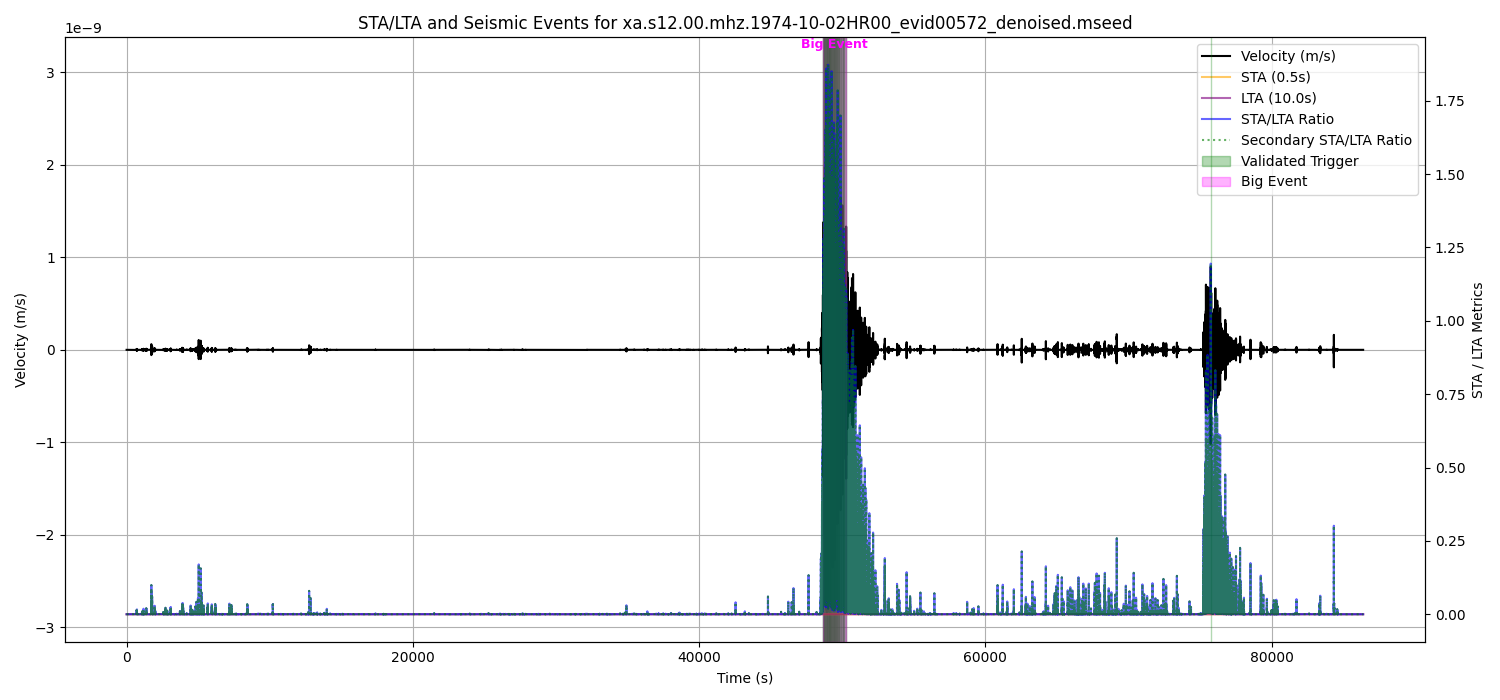 STA/LTA and Seismic Events for xa.s12.00.mhz.1974-10-02HR00_evid00572_denoised.mseed
1e−9
Big Event
Velocity (m/s)
STA (0.5s)
LTA (10.0s)
STA/LTA Ratio
Secondary STA/LTA Ratio
Validated Trigger
Big Event
3
2
1
0
−1
−2
−3
Velocity (m/s)
1.75
1.50
1.25
1.00
0.75
0.50
0.25
0.00
STA / LTA Metrics
0
20000
40000
60000
80000
Time (s)